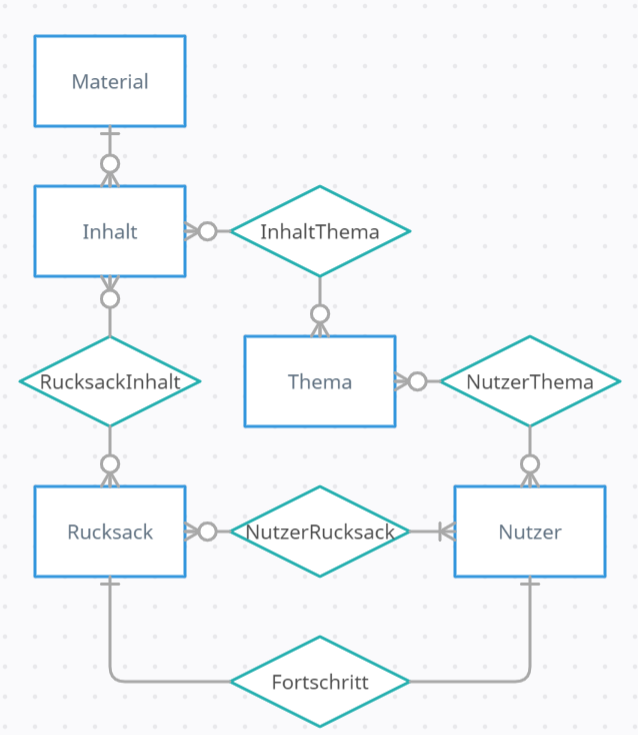 Material
Inhalt
InhaltThema
RucksackInhalt
Thema
NutzerThema
Rucksack
NutzerRucksack
Nutzer
Fortschritt